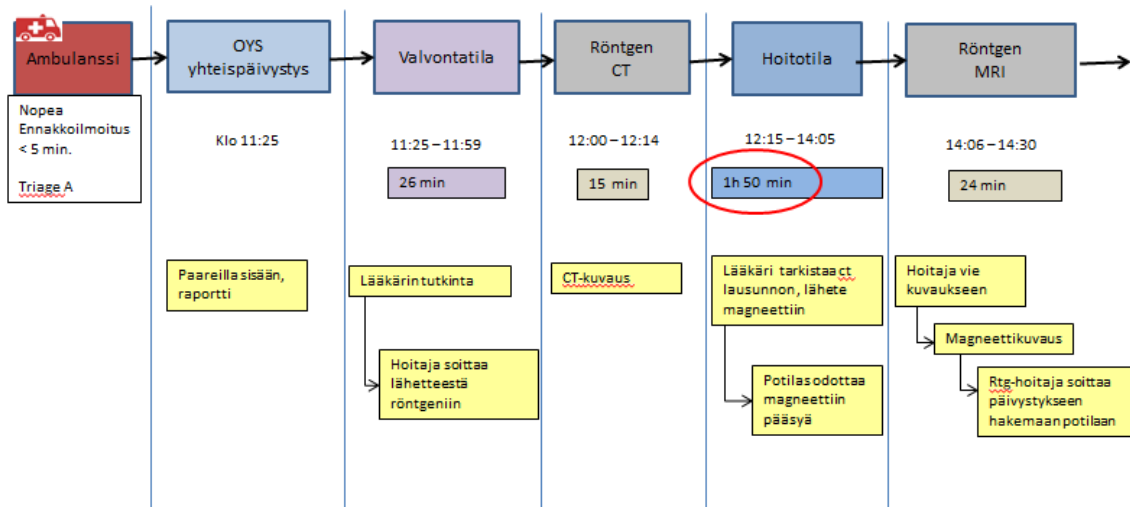 Ambulanssi
OYS
yhteispäivystys
Valvontatila
Röntgen
CT
Hoitotila
Röntgen
MRI
Nopea
Ennakkoilmoitus
< 5 min.
Triage A
Klo 11:25
11:25 – 11:59
12:00 – 12:14
12:15 – 14:05
14:06 – 14:30
26 min
15 min
1h 50 min
24 min
Paareilla sisään,
raportti
Lääkärin tutkinta
Hoitaja soittaa
lähetteestä
röntgeniin
CT-kuvaus
Lääkäri tarkistaa ct
lausunnon, lähete
magneettiin
Potilas odottaa
magneettiin
pääsyä
Hoitaja vie
kuvaukseen
Magneettikuvaus
Rtg-hoitaja soittaa
päivystykseen
hakemaan potilaan